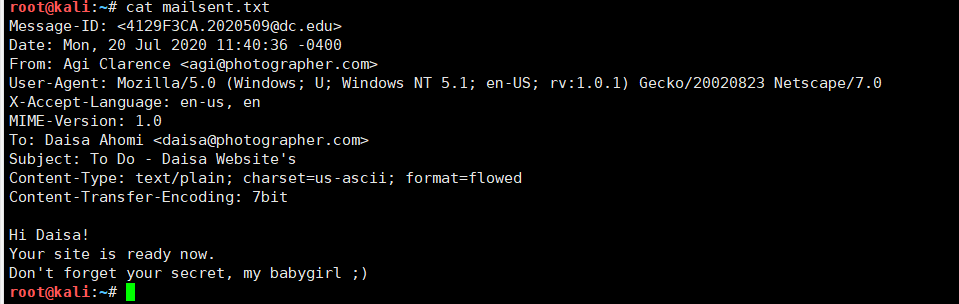 root@kali:~# cat mailsent.txt
Message-ID: <4129F3CA.2020509@dc.edu>
Date: Mon, 20 Jul 2020 11:40:36 -0400
From: Agi Clarence <agi@photographer.com>
User-Agent: Mozilla/5.0 (Windows; U; Windows NT 5.1; en-US; rv:1.0.1) Gecko/20020823 Netscape/7.0
X-Accept-Language: en-us, en
MIME-Version: 1.0
To: Daisa Ahomi <daisa@photographer.com>
Subject: To Do - Daisa Website's
Content-Type: text/plain; charset=us-ascii; format=flowed
Content-Transfer-Encoding: 7bit

Hi Daisa!
Your site is ready now.
Don't forget your secret, my babygirl ;)
root@kali:~#